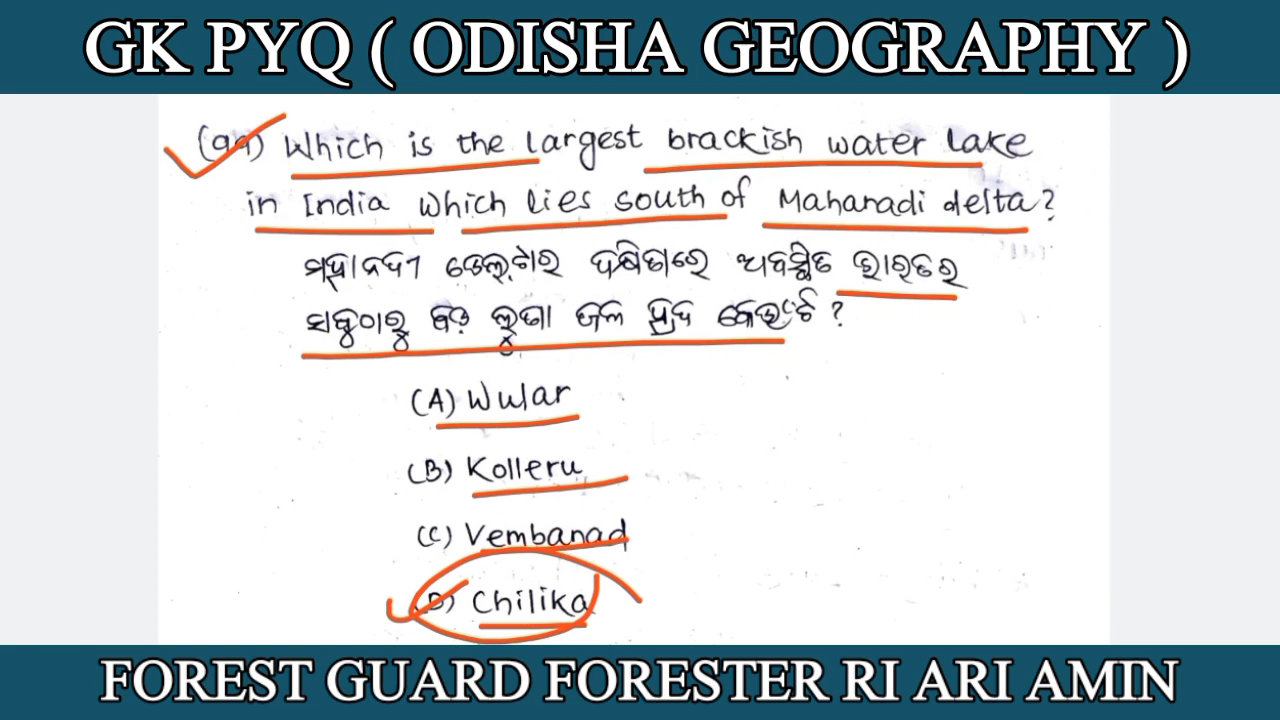 GK PYQ ( ODISHA GEOGRAPHY )
(99) Which is the largest brackish water lake
in India which lies south of Mahanadi delta?
ମହାନଦୀ ଡେଲ୍ଟାର ଦକ୍ଷିଣରେ ଅବସ୍ଥିତ ଭାରତର
ସବୁଠାରୁ ବଡ଼ ଲୁଣା ଜଳ ହ୍ରଦ କେଉଂଟି ?
(A) Wular
(B) Kolleru
(C) Vembanad
(D) Chilika
FOREST GUARD FORESTER RI ARI AMIN